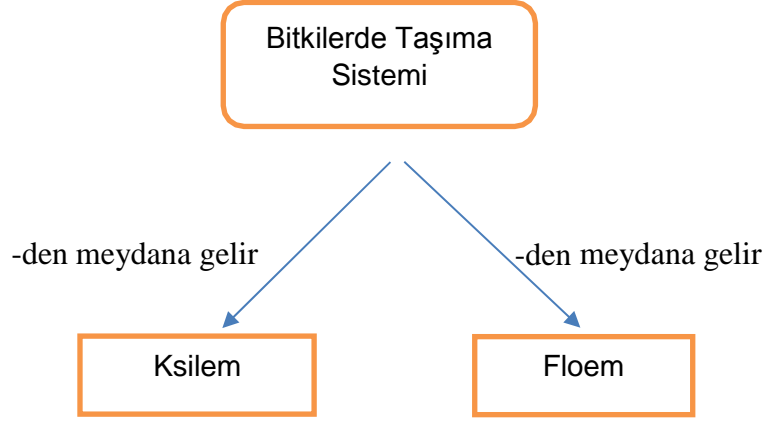 Bitkilerde Taşıma
Sistemi
-den meydana gelir
-den meydana gelir
Ksilem
Floem